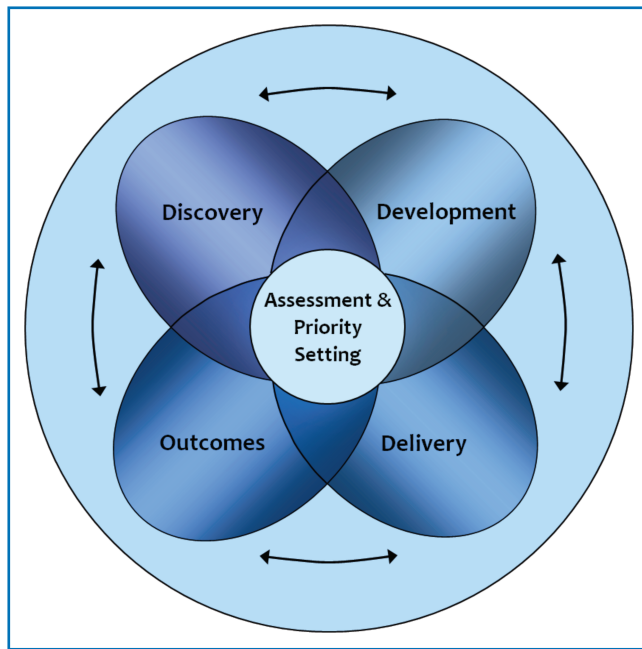 Discovery
Development
Assessment &
Priority
Setting
Outcomes
Delivery